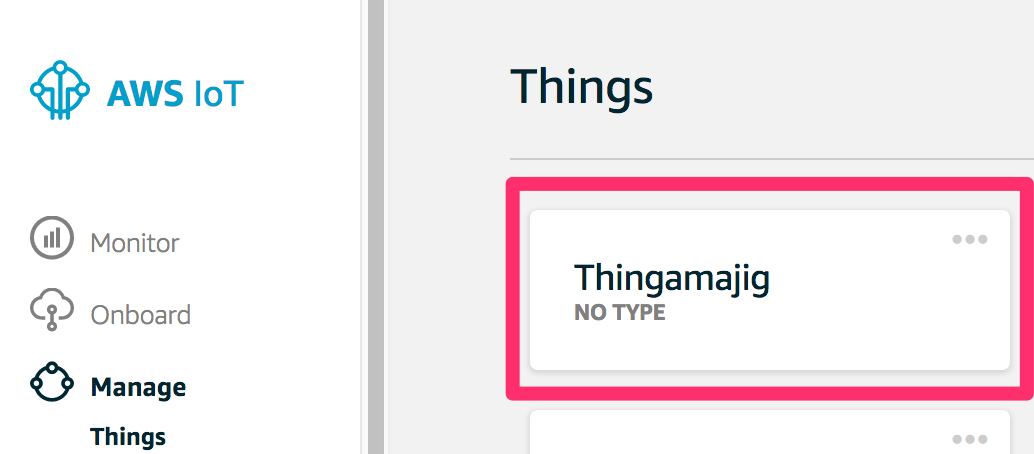 AWS IoT
Monitor
Onboard
Manage
Things
Things
Thingamajig
NO TYPE